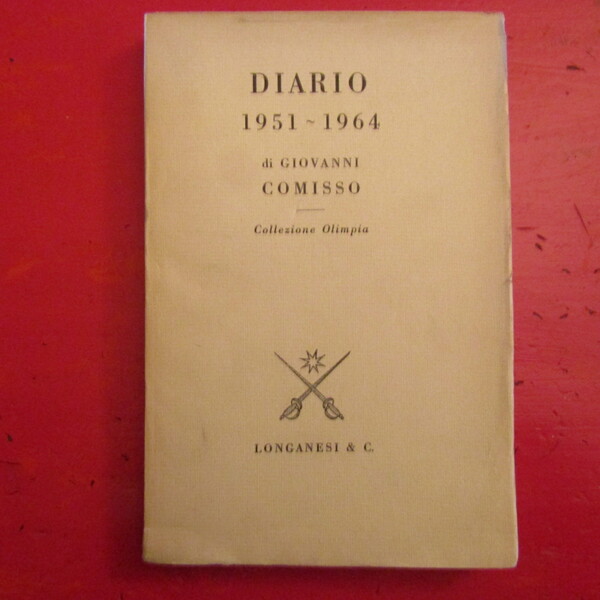 DIARIO
1951 ~ 1964
di GIOVANNI
COMISSO
Collezione Olimpia
LONGANESI & C.